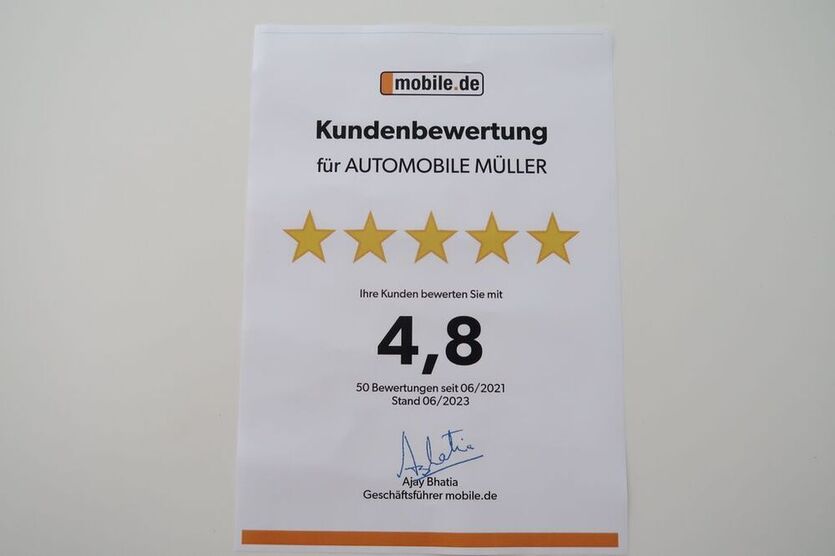 mobile.de
Kundenbewertung
für AUTOMOBILE MÜLLER
Ihre Kunden bewerten Sie mit
4,8
50 Bewertungen seit 06/2021
Stand 06/2023
Ajay Bhatia
Geschäftsführer mobile.de